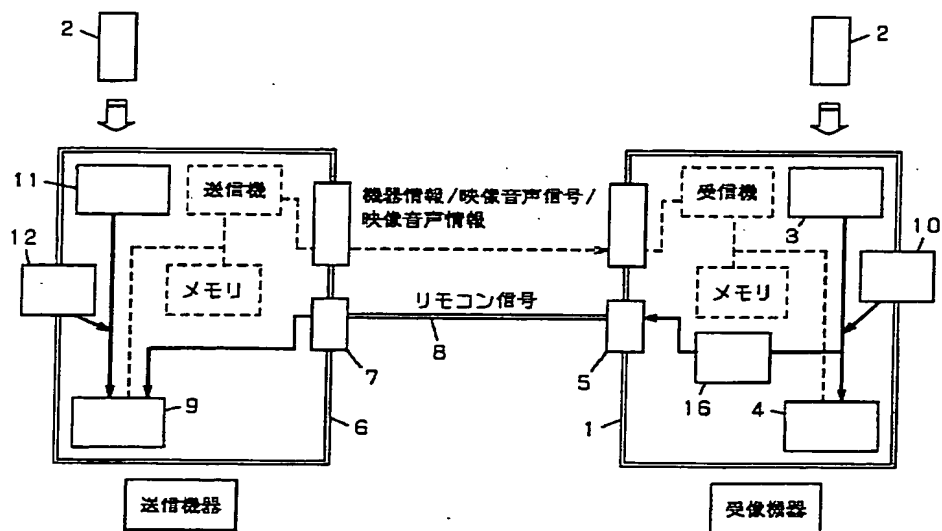 2
2
11
送信機
機器情報/映像音声信号/
映像音声情報
受信機
3
12
10
メモリ
リモコン信号
メモリ
8
7
5
16
9
6
1
4
送信機器
受像機器